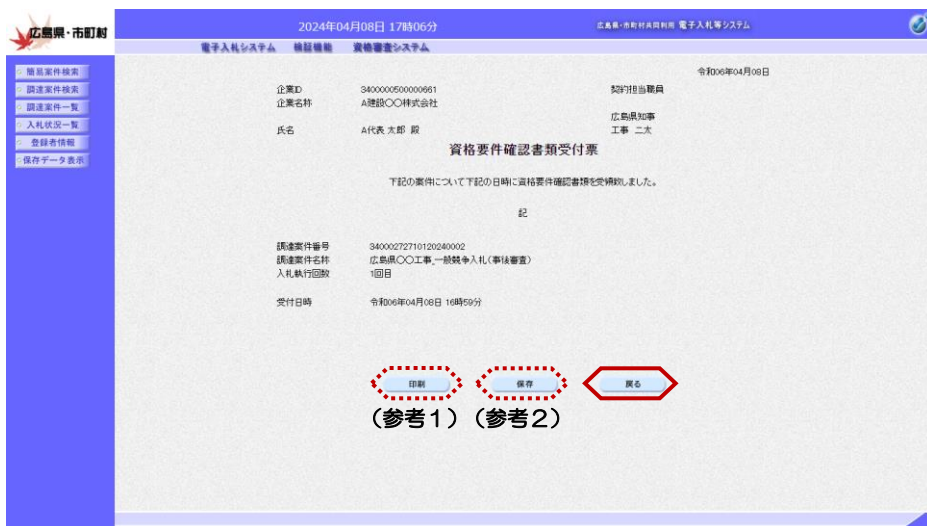 広島県・市町村
2024年04月08日 17時06分
広島県・市町村共同利用 電子入札等システム
電子入札システム 検証機能 資格審査システム
簡易案件検索
調達案件検索
調達案件一覧
入札状況一覧
登録者情報
保存データ表示
令和06年04月08日
企業ID 3400000500000661
企業名称 A建設〇〇株式会社
氏名 A代表 太郎 殿
契約担当職員
広島県知事
工事 二太
資格要件確認書類受付票
下記の案件について下記の日時に資格要件確認書類を受領致しました。
記
調達案件番号 34000272710120240002
調達案件名称 広島県〇〇工事_一般競争入札(事後審査)
入札執行回数 1回目
受付日時 令和06年04月08日 16時59分
印刷 保存 戻る
(参考1) (参考2)